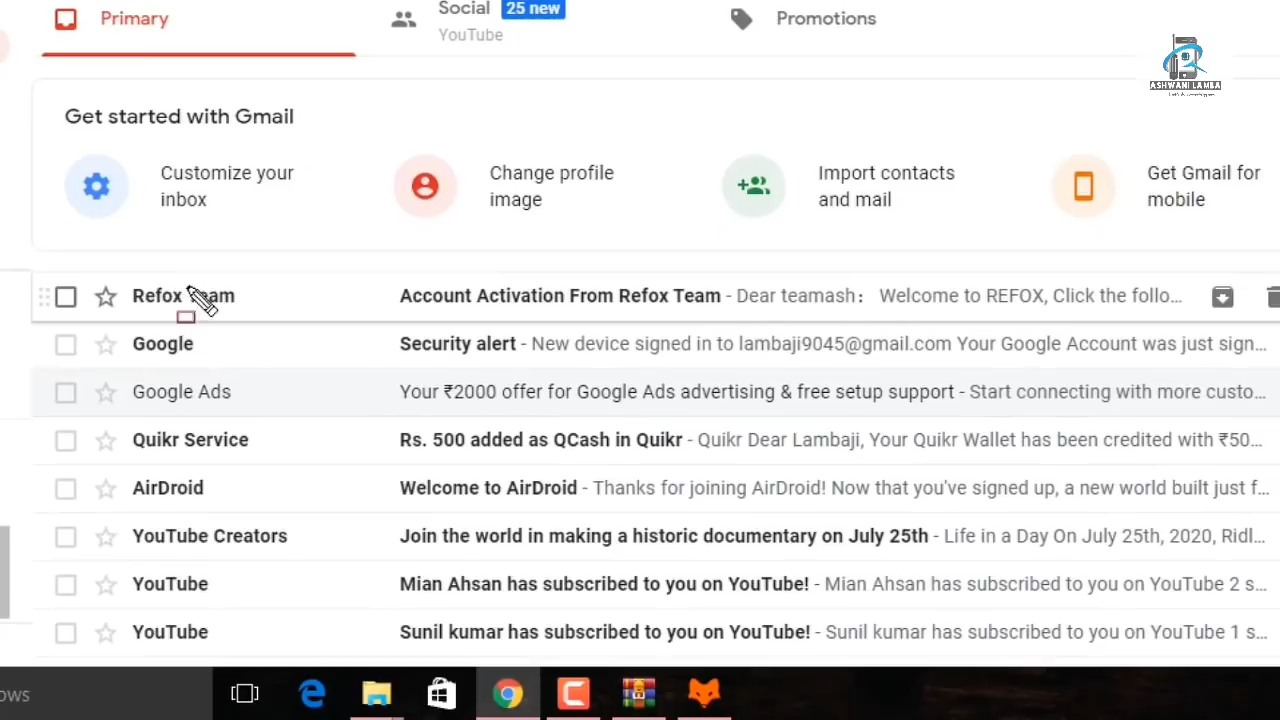 Primary
Social 25 new
YouTube
Promotions
ASHWANI LAMBA
Get started with Gmail
Customize your
inbox
Change profile
image
Import contacts
and mail
Get Gmail for
mobile
Refox Team Account Activation From Refox Team - Dear teamash： Welcome to REFOX, Click the follo...
Google Security alert - New device signed in to lambaji9045@gmail.com Your Google Account was just sign...
Google Ads Your ₹2000 offer for Google Ads advertising & free setup support - Start connecting with more custo...
Quikr Service Rs. 500 added as QCash in Quikr - Quikr Dear Lambaji, Your Quikr Wallet has been credited with ₹50...
AirDroid Welcome to AirDroid - Thanks for joining AirDroid! Now that you've signed up, a new world built just f...
YouTube Creators Join the world in making a historic documentary on July 25th - Life in a Day On July 25th, 2020, Ridl...
YouTube Mian Ahsan has subscribed to you on YouTube! - Mian Ahsan has subscribed to you on YouTube 2 s...
YouTube Sunil kumar has subscribed to you on YouTube! - Sunil kumar has subscribed to you on YouTube 1 s...
ows